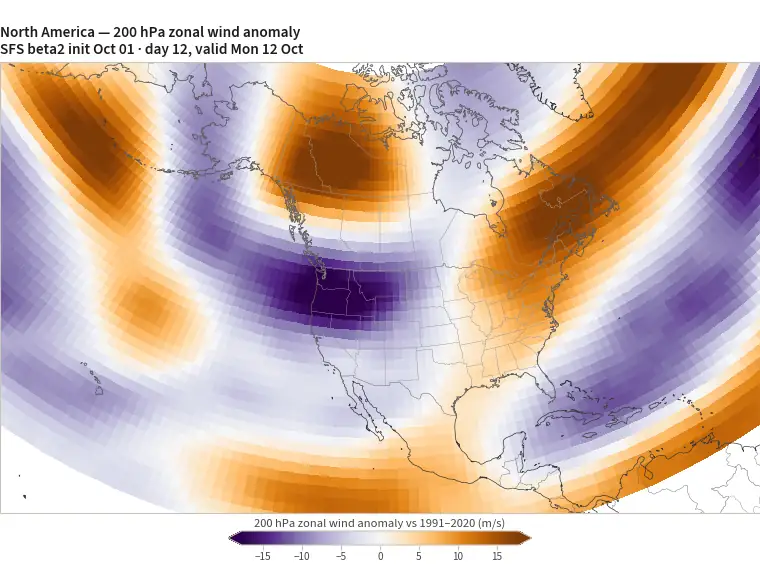 North America — 200 hPa zonal wind anomaly
SFS beta2 init Oct 01 · day 12, valid Mon 12 Oct
200 hPa zonal wind anomaly vs 1991–2020 (m/s)
−15 −10 −5 0 5 10 15